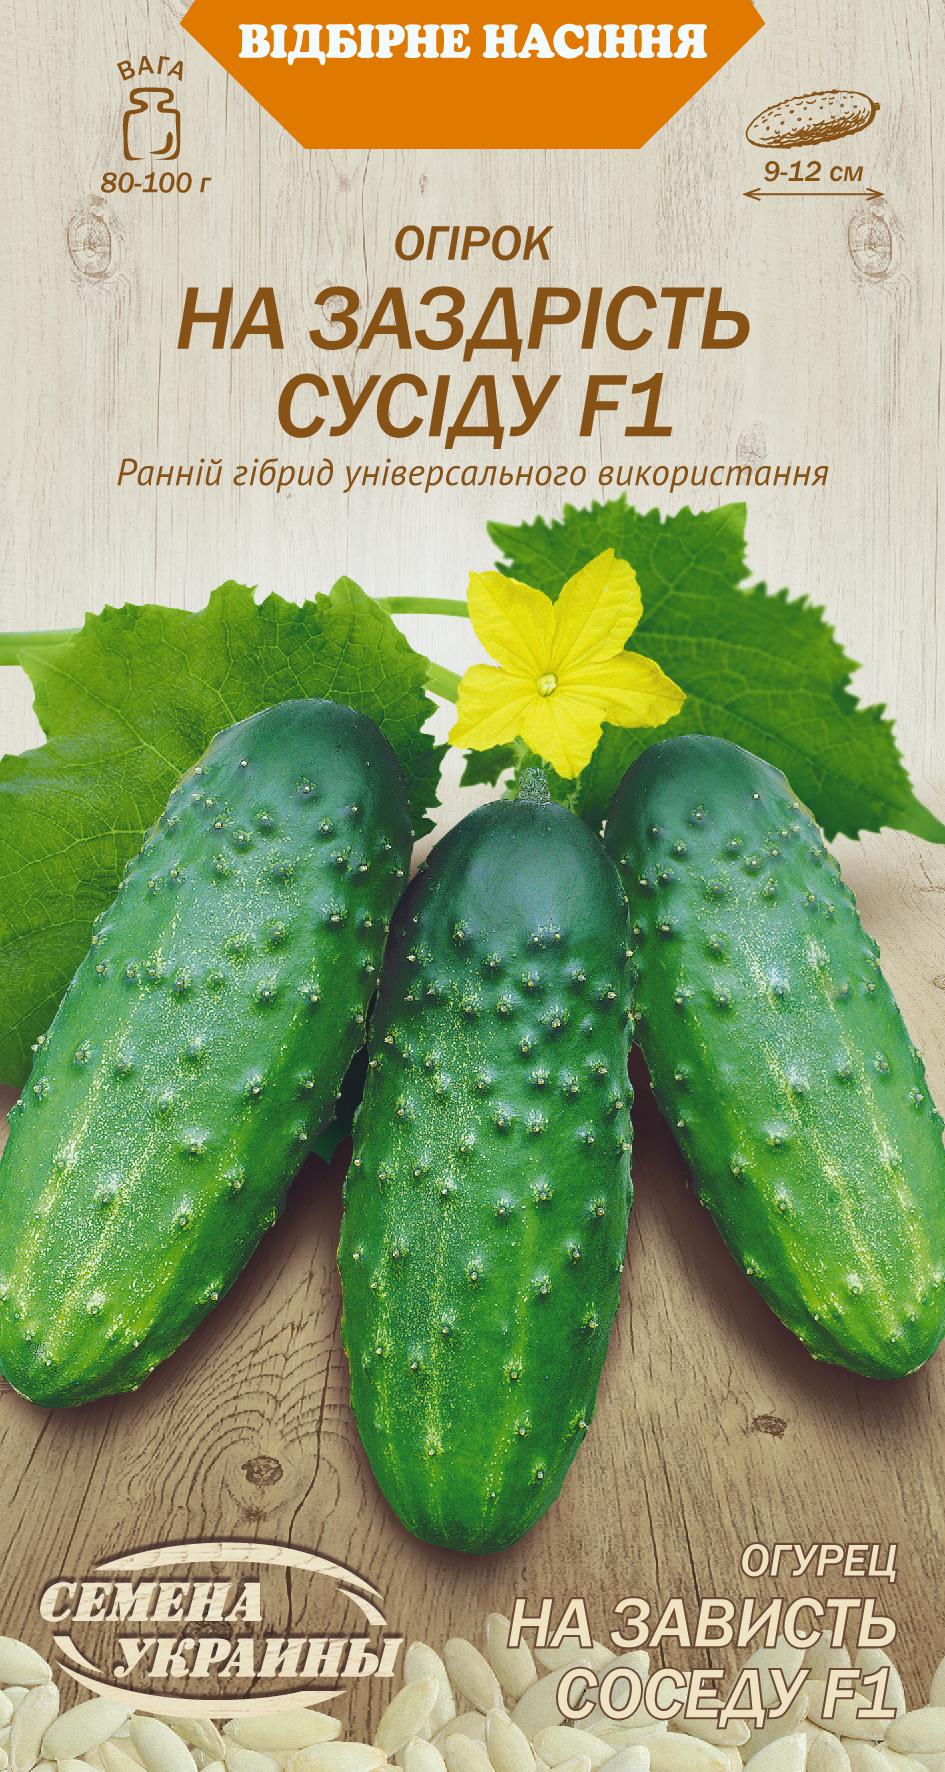 ВІДБІРНЕ НАСІННЯ
ВАГА
80-100 г
9-12 см
ОГІРОК
НА ЗАЗДРІСТЬ
СУСІДУ F1
Ранній гібрид універсального використання
СЕМЕНА
УКРАИНЫ
ОГУРЕЦ
НА ЗАВИСТЬ
СОСЕДУ F1